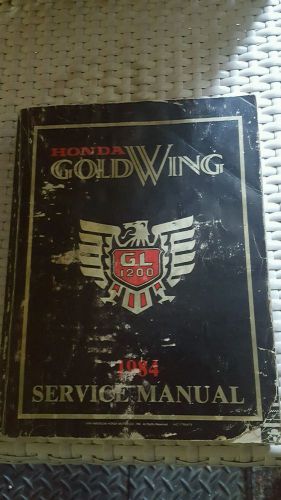 HONDA
GOLDWING
GL
1200
1984
SERVICE MANUAL